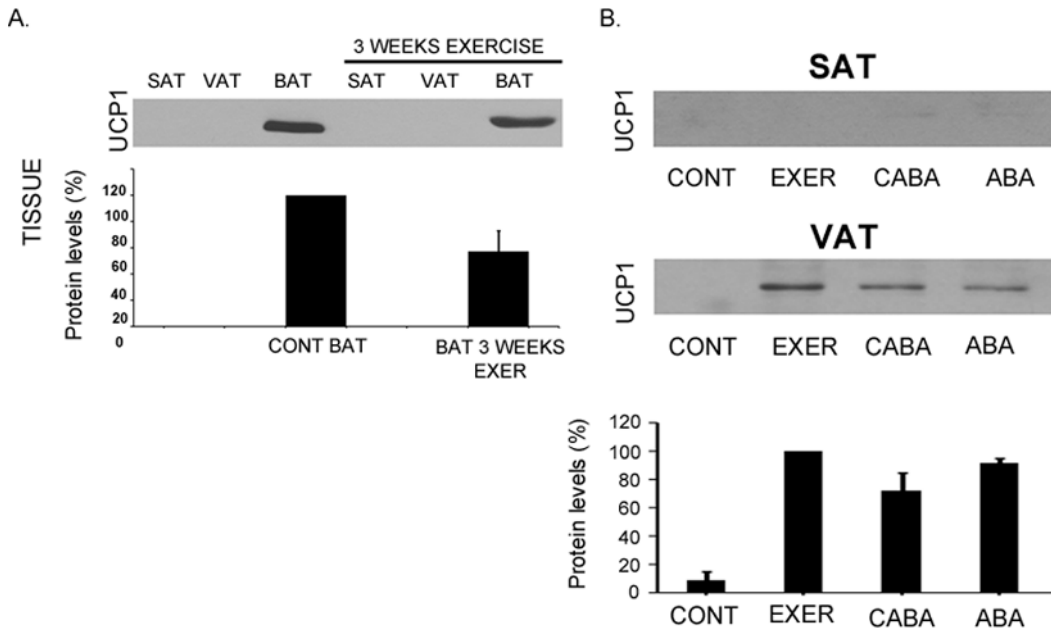 A.
3 WEEKS EXERCISE
SAT VAT BAT SAT VAT BAT
UCP1
TISSUE
Protein levels (%)
120
100
80
60
40
20
0
CONT BAT
BAT 3 WEEKS
EXER
B.
SAT
UCP1
CONT EXER CABA ABA
VAT
UCP1
CONT EXER CABA ABA
Protein levels (%)
120
100
80
60
40
20
0
CONT EXER CABA ABA